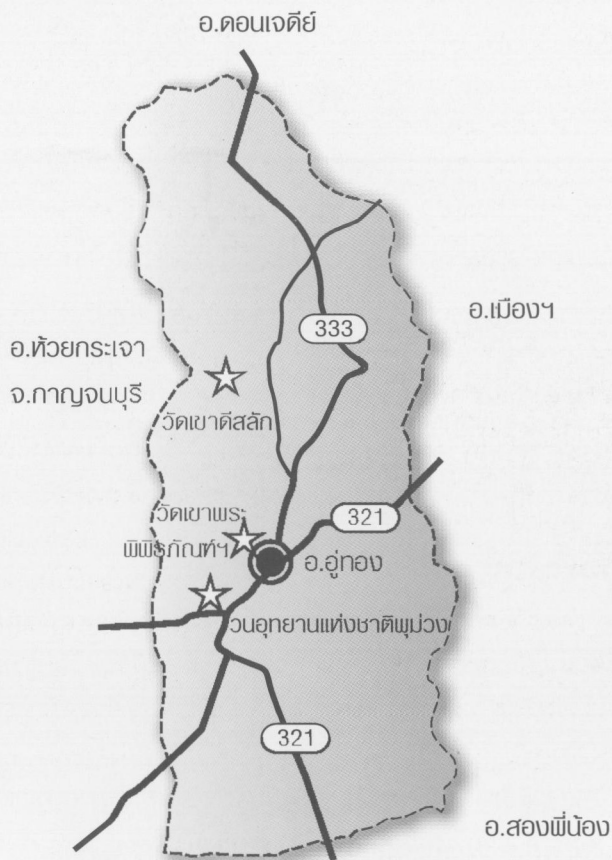 อ.ดอนเจดีย์
333
อ.เมืองฯ
อ.ห้วยกระเจา
จ.กาญจนบุรี
วัดเขาดีสลัก
วัดเขาพระ
321
พิพิธภัณฑ์ฯ
อ.อู่ทอง
วนอุทยานแห่งชาติพุม่วง
321
อ.สองพี่น้อง